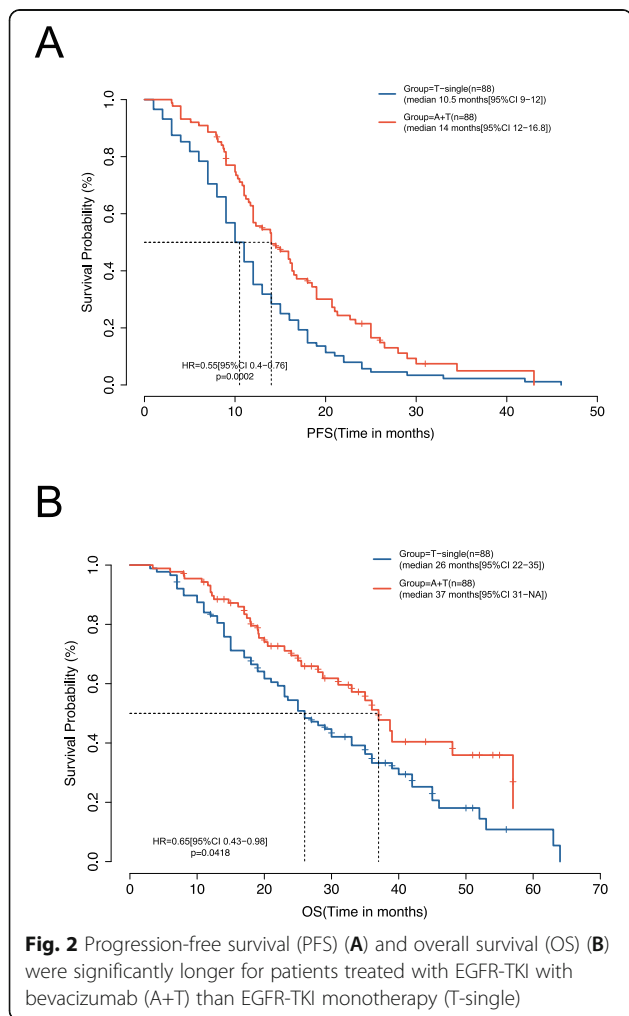 A
Group=T−single(n=88)
(median 10.5 months[95%CI 9−12])
Group=A+T(n=88)
(median 14 months[95%CI 12−16.8])
Survival Probability (%)
1.0
0.8
0.6
0.4
0.2
0.0
HR=0.55[95%CI 0.4−0.76]
p=0.0002
0 10 20 30 40 50
PFS(Time in months)
B
Group=T−single(n=88)
(median 26 months[95%CI 22−35])
Group=A+T(n=88)
(median 37 months[95%CI 31−NA])
Survival Probability (%)
1.0
0.8
0.6
0.4
0.2
0.0
HR=0.65[95%CI 0.43−0.98]
p=0.0418
0 10 20 30 40 50 60 70
OS(Time in months)
Fig. 2 Progression-free survival (PFS) (A) and overall survival (OS) (B)
were significantly longer for patients treated with EGFR-TKI with
bevacizumab (A+T) than EGFR-TKI monotherapy (T-single)